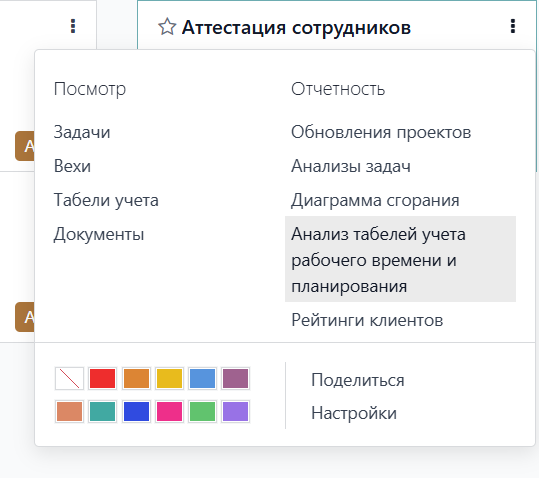 Аттестация сотрудников
Посмотр
Задачи
Вехи
Табели учета
Документы
Отчетность
Обновления проектов
Анализы задач
Диаграмма сгорания
Анализ табелей учета
рабочего времени и
планирования
Рейтинги клиентов
Поделиться
Настройки
А
А